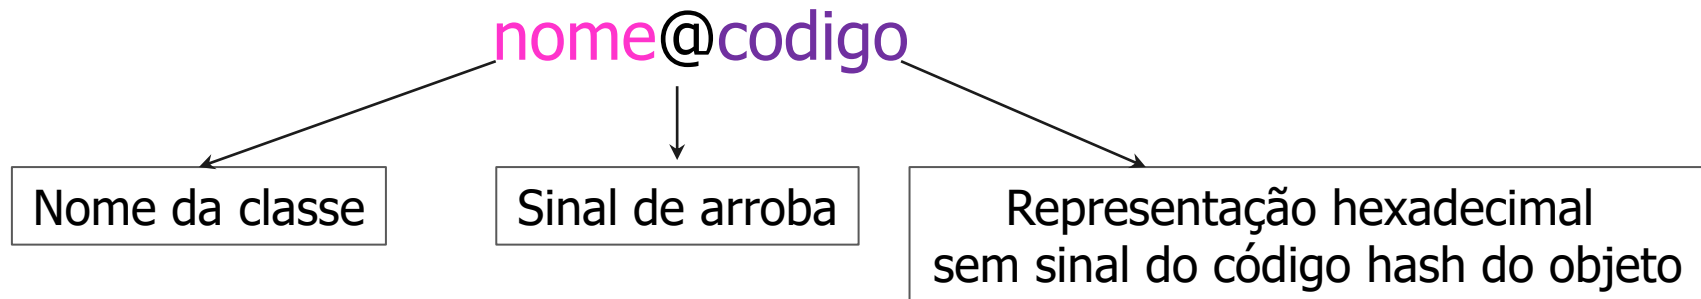 nome@codigo
Nome da classe
Sinal de arroba
Representação hexadecimal
sem sinal do código hash do objeto